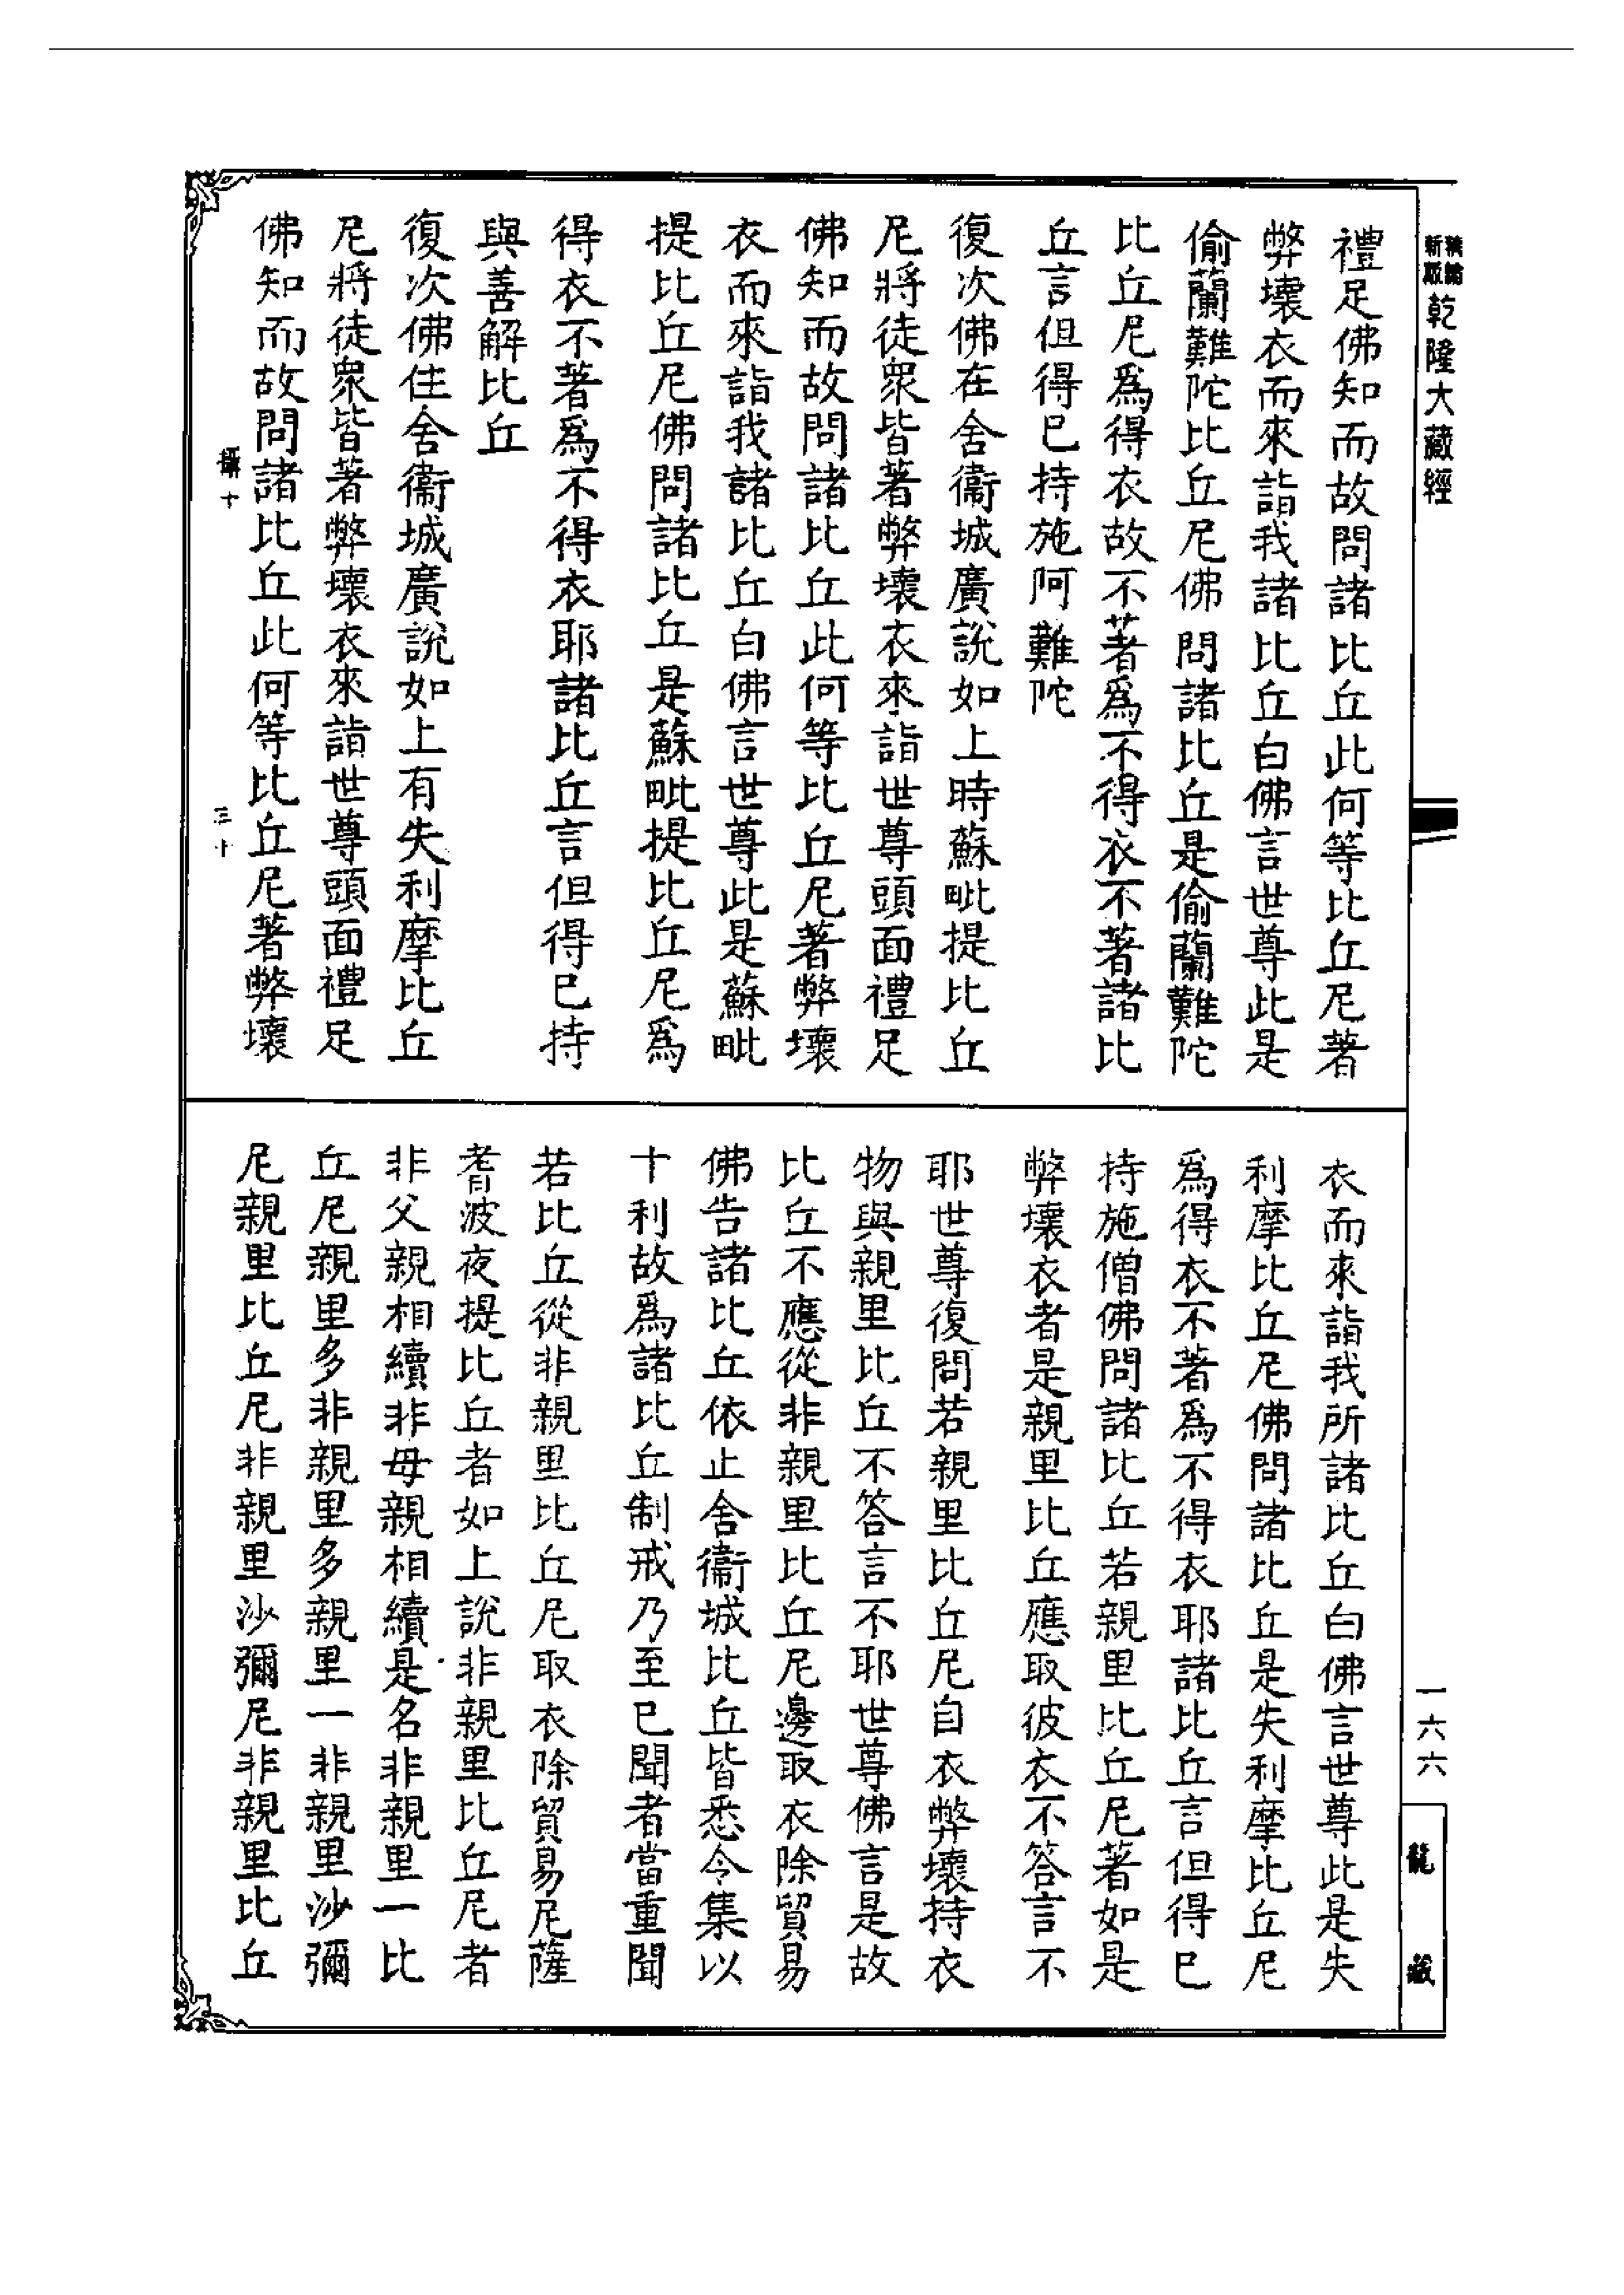 乾隆大藏經
禮足佛知而故問諸比丘此何等比丘尼著
弊壞衣而來詣我諸比丘白佛言世尊此是
偷蘭難陀比丘尼佛問諸比丘是偷蘭難陀
比丘尼為得衣故不著為不得衣不著諸比
丘言但得已持施阿難陀
復次佛在舍衞城廣說如上時蘇毗提比丘
尼將徒眾皆著弊壞衣來詣世尊頭面禮足
佛知而故問諸比丘此何等比丘尼著弊壞
衣而來詣我諸比丘白佛言世尊此是蘇毗
提比丘尼佛問諸比丘是蘇毗提比丘尼為
得衣不著為不得衣耶諸比丘言但得已持
與善解比丘
復次佛住舍衞城廣說如上有失利摩比丘
尼將徒眾皆著弊壞衣來詣世尊頭面禮足
佛知而故問諸比丘此何等比丘尼著弊壞
攝十
三十
衣而來詣我所諸比丘白佛言世尊此是失
利摩比丘尼佛問諸比丘是失利摩比丘尼
為得衣不著為不得衣耶諸比丘言但得已
持施僧佛問諸比丘若親里比丘尼著如是
弊壞衣者是親里比丘應取彼衣不答言不
耶世尊復問若親里比丘尼自衣弊壞持衣
物與親里比丘不答言不耶世尊佛言是故
比丘不應從非親里比丘尼邊取衣除貿易
佛告諸比丘依止舍衞城比丘皆悉令集以
十利故為諸比丘制戒乃至已聞者當重聞
若比丘從非親里比丘尼取衣除貿易尼薩
耆波夜提比丘者如上說非親里比丘尼者
非父親相續非母親相續是名非親里一比
丘尼親里多非親里多親里一非親里沙彌
尼親里比丘尼非親里沙彌尼非親里比丘
一六六
龍藏